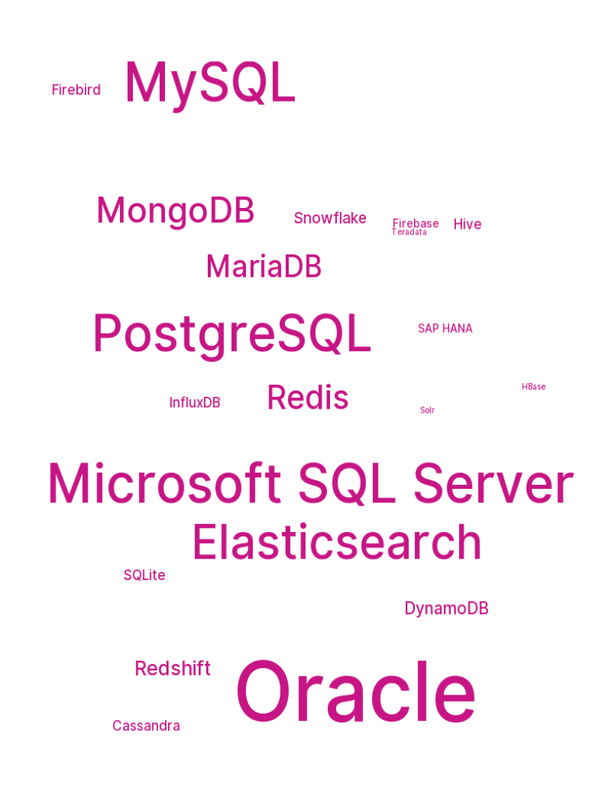 MySQL
Firebird
MongoDB
Snowflake
Firebase
Hive
Teradata
MariaDB
PostgreSQL
SAP HANA
HBase
Redis
InfluxDB
Solr
Microsoft SQL Server
Elasticsearch
SQLite
DynamoDB
Redshift
Oracle
Cassandra